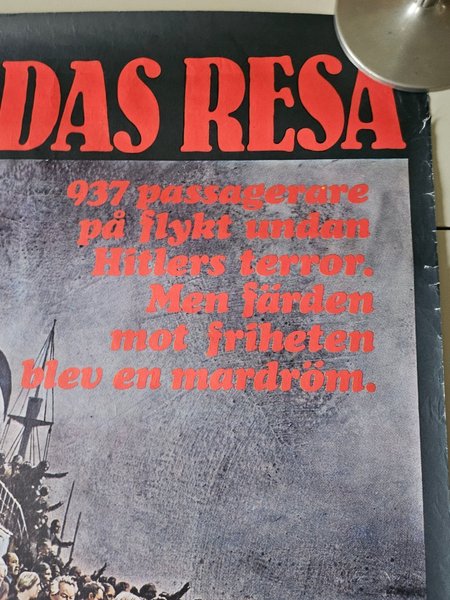 DAS RESA
937 passagerare
på flykt undan
Hitlers terror.
Men färden
mot friheten
blev en mardröm.